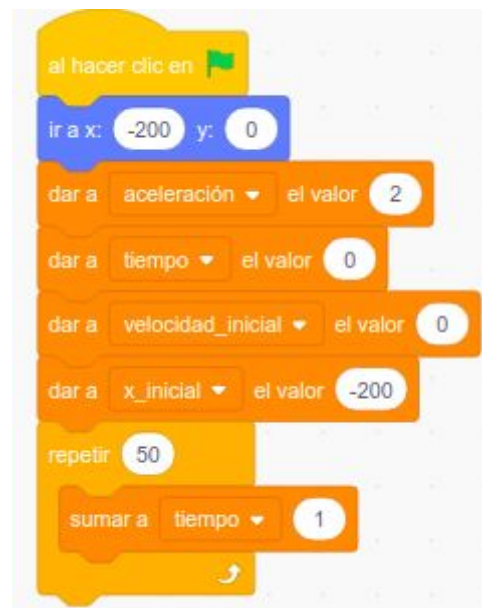 al hacer clic en
ir a x: -200 y: 0
dar a aceleración el valor 2
dar a tiempo el valor 0
dar a velocidad_inicial el valor 0
dar a x_inicial el valor -200
repetir 50
sumar a tiempo 1